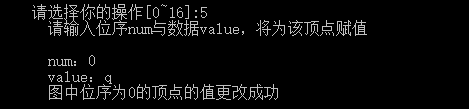 请选择你的操作[0~16]:5
请输入位序num与数据value，将为该顶点赋值
num: 0
value: q
图中位序为0的顶点的值更改成功